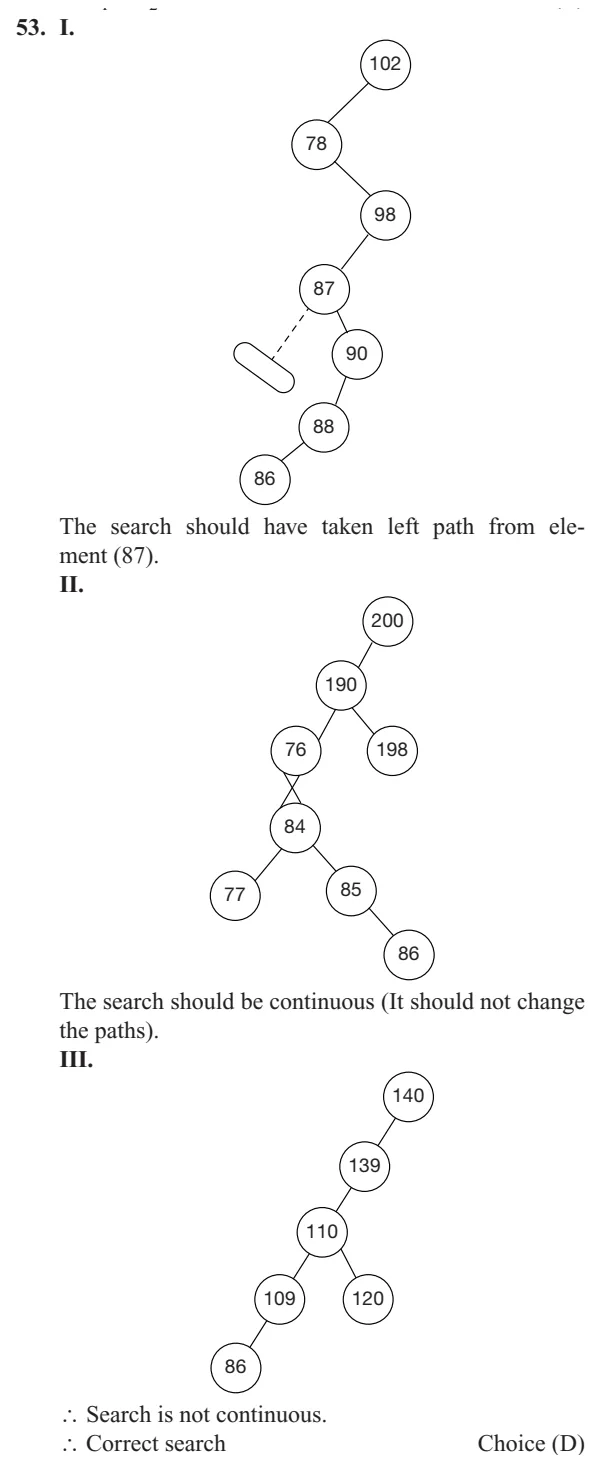 53. I.
102
78
98
87
90
88
86
The search should have taken left path from ele-
ment (87).
II.
200
190
76
198
84
77
85
86
The search should be continuous (It should not change
the paths).
III.
140
139
110
109
120
86
∴ Search is not continuous.
∴ Correct search Choice (D)